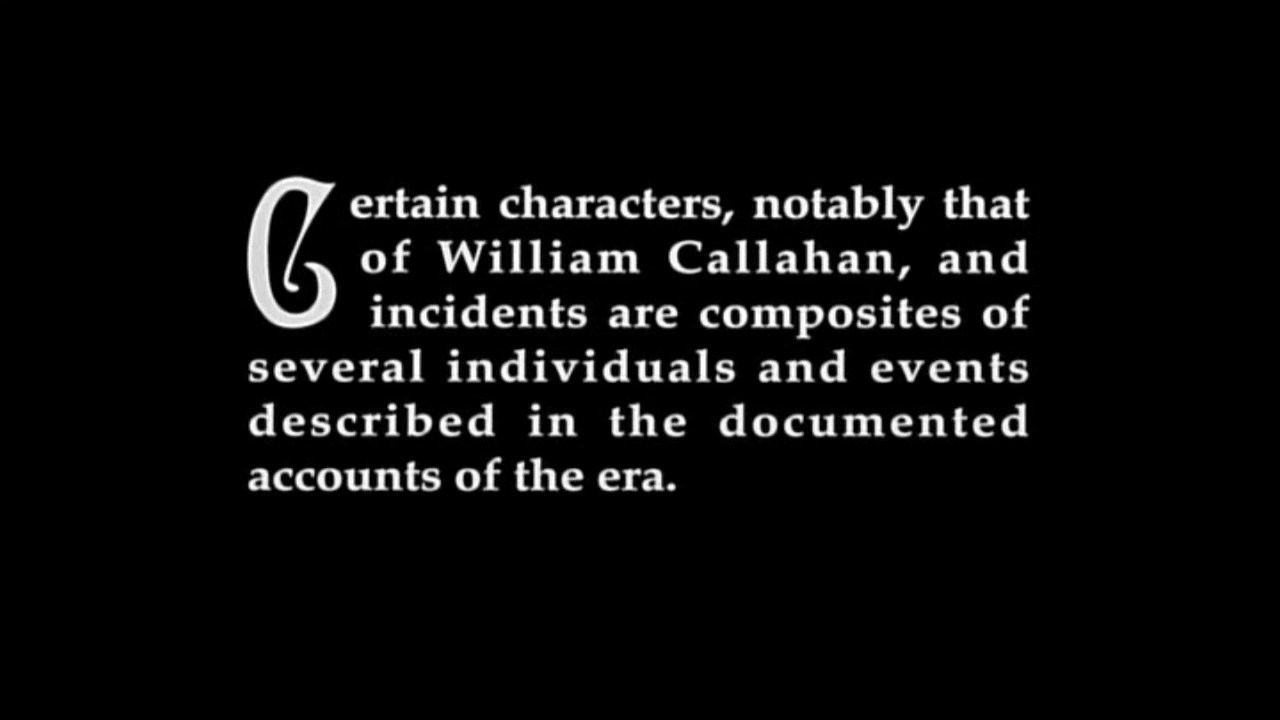 Certain characters, notably that
of William Callahan, and
incidents are composites of
several individuals and events
described in the documented
accounts of the era.